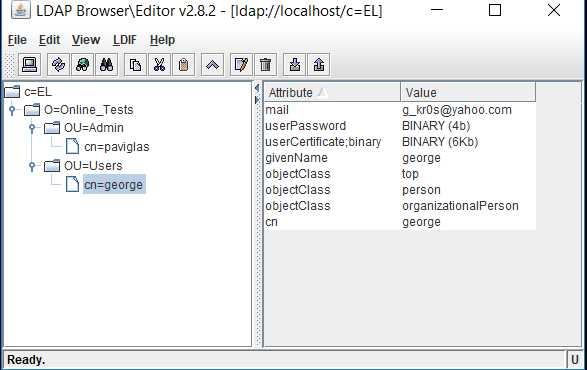 LDAP Browser\Editor v2.8.2 - [ldap://localhost/c=EL]
File Edit View LDIF Help
c=EL
O=Online_Tests
OU=Admin
cn=paviglas
OU=Users
cn=george
Attribute Value
mail g_kr0s@yahoo.com
userPassword BINARY (4b)
userCertificate;binary BINARY (6Kb)
givenName george
objectClass top
objectClass person
objectClass organizationalPerson
cn george
Ready. U